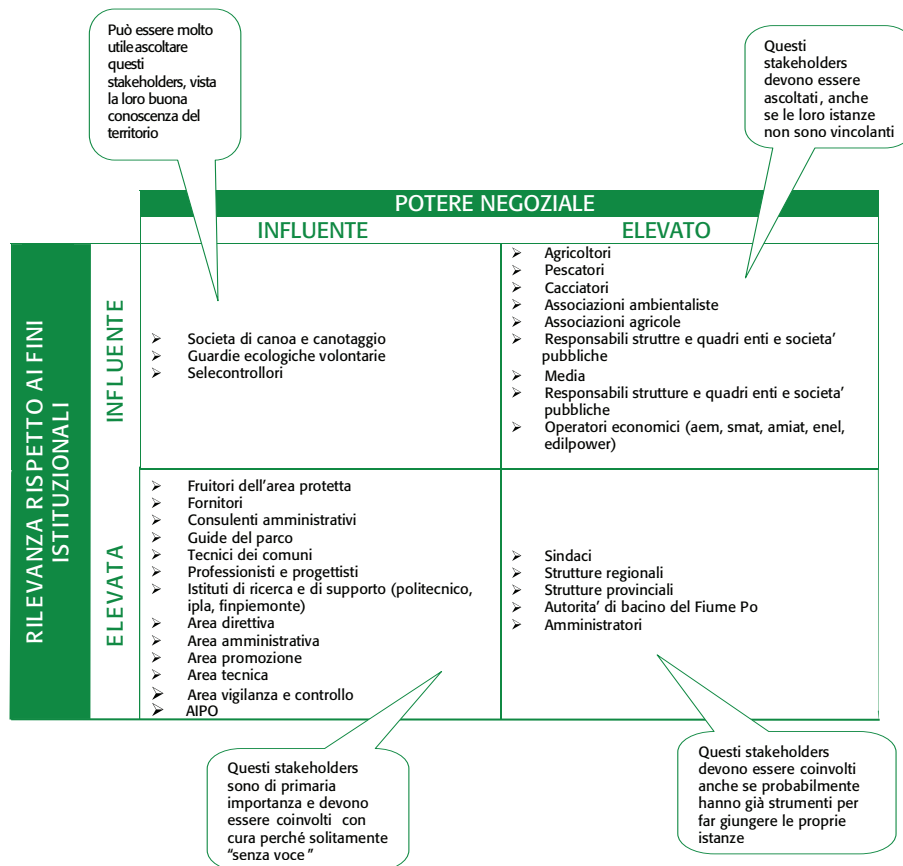 Può essere molto
utile ascoltare
questi
stakeholders, vista
la loro buona
conoscenza del
territorio
Questi
stakeholders
devono essere
ascoltati, anche
se le loro istanze
non sono vincolanti
POTERE NEGOZIALE
INFLUENTE
ELEVATO
RILEVANZA RISPETTO AI FINI
ISTITUZIONALI
INFLUENTE
➢ Societa di canoa e canotaggio
➢ Guardie ecologiche volontarie
➢ Selecontrollori
➢ Agricoltori
➢ Pescatori
➢ Cacciatori
➢ Associazioni ambientaliste
➢ Associazioni agricole
➢ Responsabili struttre e quadri enti e societa’
pubbliche
➢ Media
➢ Responsabili strutture e quadri enti e societa’
pubbliche
➢ Operatori economici (aem, smat, amiat, enel,
edilpower)
ELEVATA
➢ Fruitori dell’area protetta
➢ Fornitori
➢ Consulenti amministrativi
➢ Guide del parco
➢ Tecnici dei comuni
➢ Professionisti e progettisti
➢ Istituti di ricerca e di supporto (politecnico,
ipla, finpiemonte)
➢ Area direttiva
➢ Area amministrativa
➢ Area promozione
➢ Area tecnica
➢ Area vigilanza e controllo
➢ AIPO
➢ Sindaci
➢ Strutture regionali
➢ Strutture provinciali
➢ Autorita’ di bacino del Fiume Po
➢ Amministratori
Questi stakeholders
sono di primaria
importanza e devono
essere coinvolti con
cura perché solitamente
“senza voce”
Questi stakeholders
devono essere coinvolti
anche se probabilmente
hanno già strumenti per
far giungere le proprie
istanze